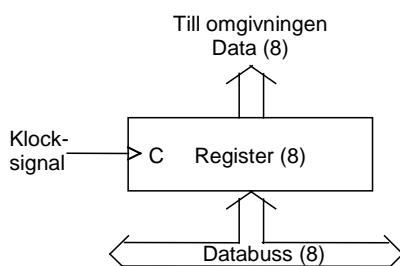 Till omgivningen
Data (8)
Klock-
signal
C Register (8)
Databuss (8)